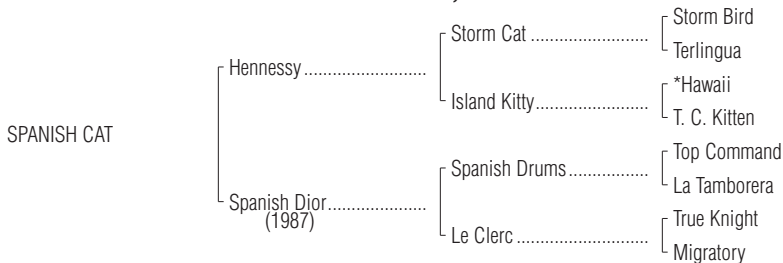 Storm Bird
Storm Cat ..............................
Terlingua
Hennessy ..........................
*Hawaii
Island Kitty .............................
T. C. Kitten
SPANISH CAT
Top Command
Spanish Drums ....................
La Tamborera
Spanish Dior .....................
(1987)
True Knight
Le Clerc .................................
Migratory